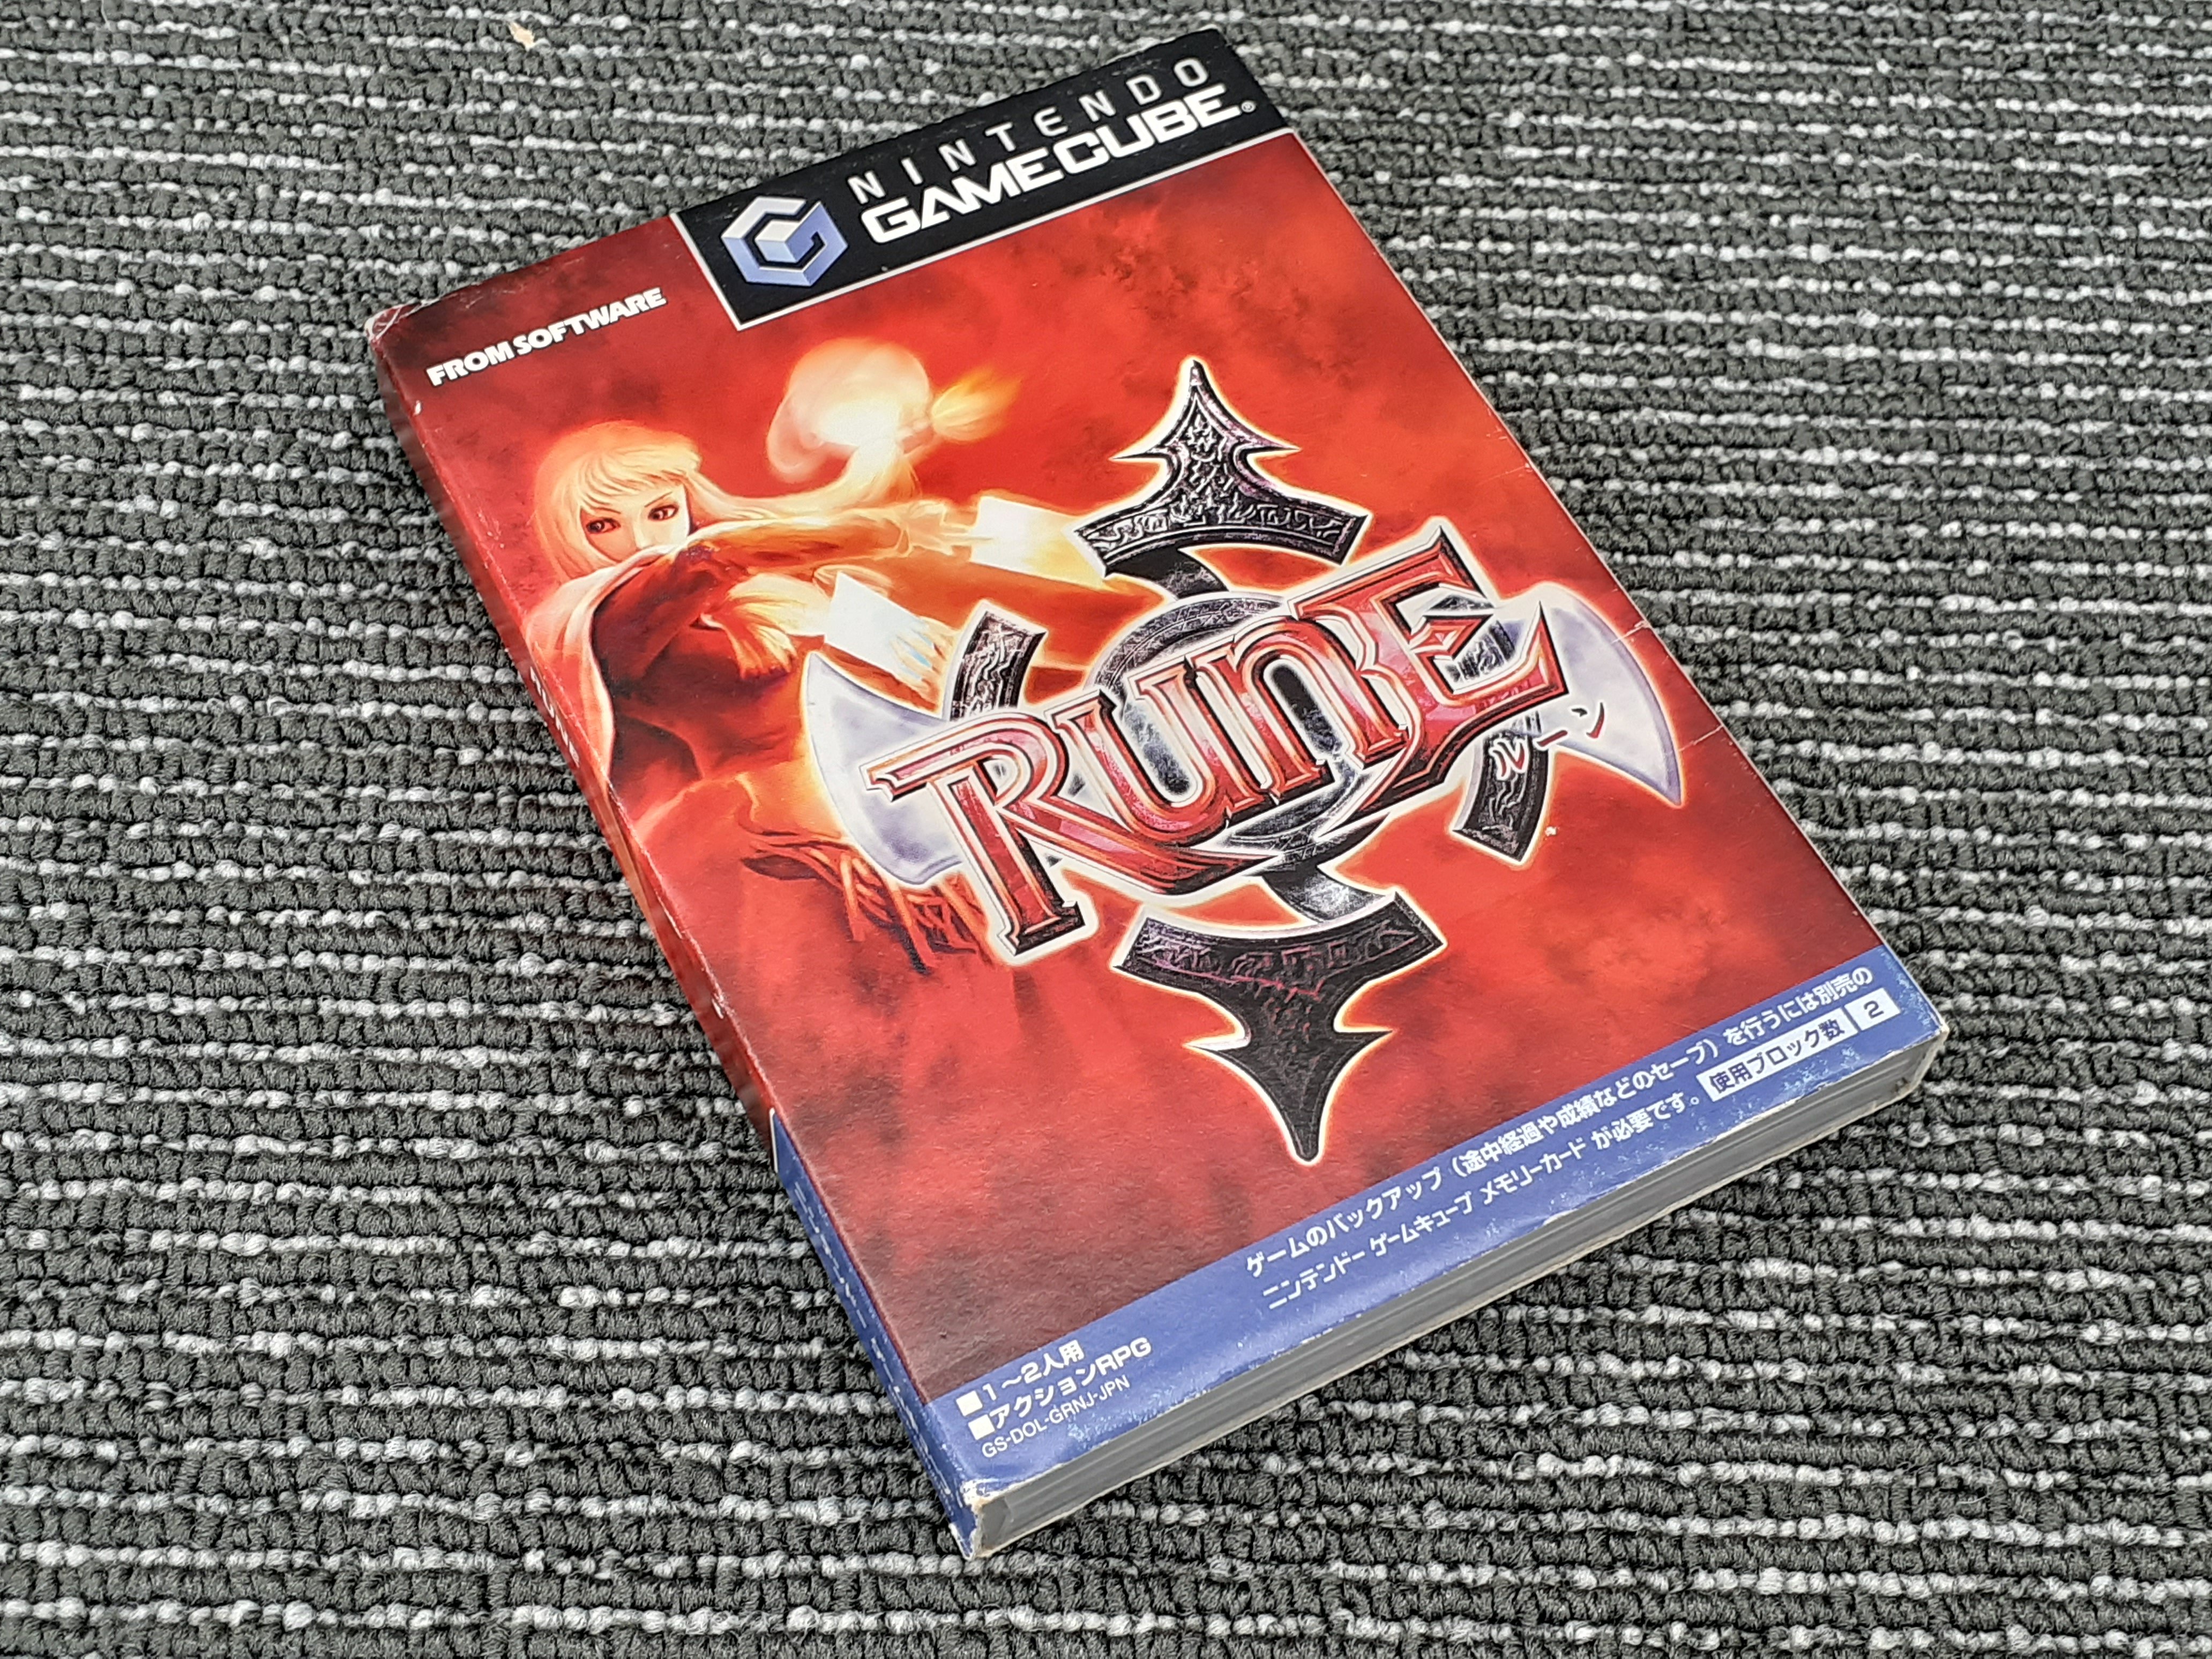 NINTENDO
GAMECUBE®
FROMSOFTWARE
RUNE
ルーン
ゲームのバックアップ（途中経過や成績などのセーブ）を行うには別売の
ニンテンドーゲームキューブ メモリーカード が必要です。 使用ブロック数 2
■1〜2人用
■アクションRPG
GS-DOL-GRNJ-JPN